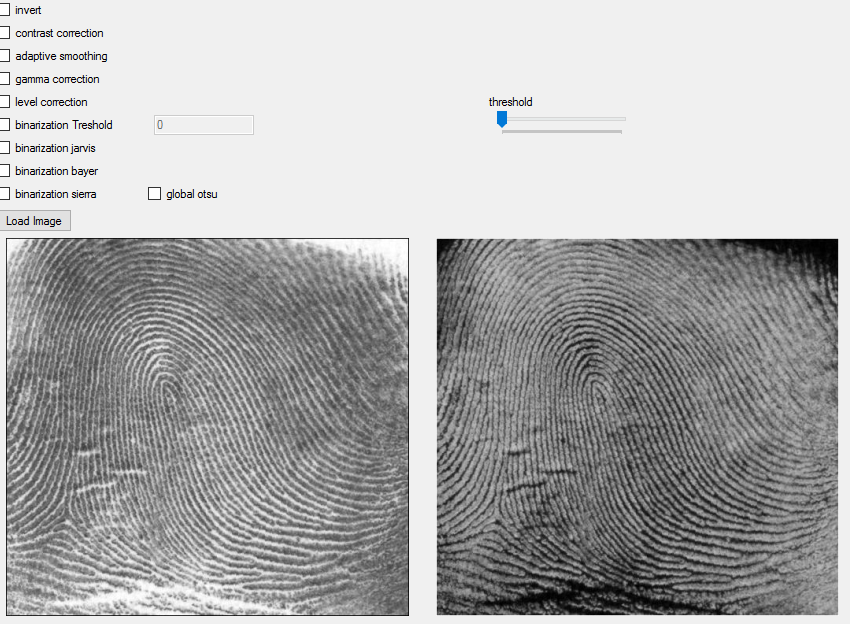 invert
contrast correction
adaptive smoothing
gamma correction
level correction
threshold
binarization Treshold 0
binarization jarvis
binarization bayer
binarization sierra global otsu
Load Image